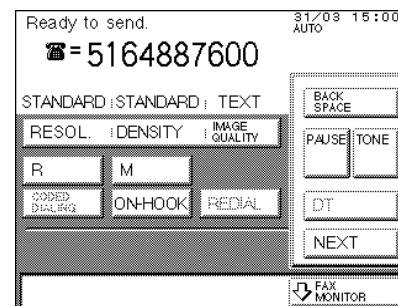 Ready to send.
31/03 15:00
AUTO
☎=5164887600
STANDARD STANDARD TEXT
RESOL. DENSITY IMAGE QUALITY
BACK SPACE
PAUSE TONE
R M
CODED DIALING ON-HOOK REDIAL
DT
NEXT
FAX MONITOR